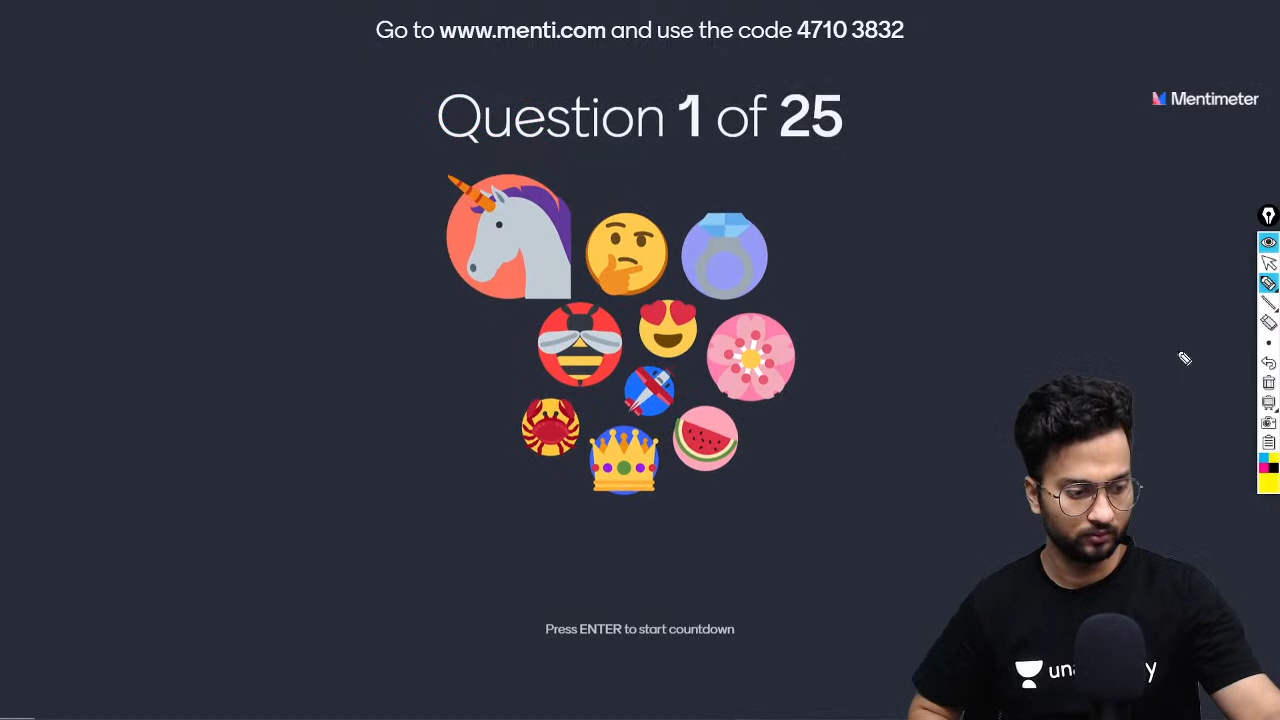 Go to www.menti.com and use the code 4710 3832
Mentimeter
Question 1 of 25
Press ENTER to start countdown